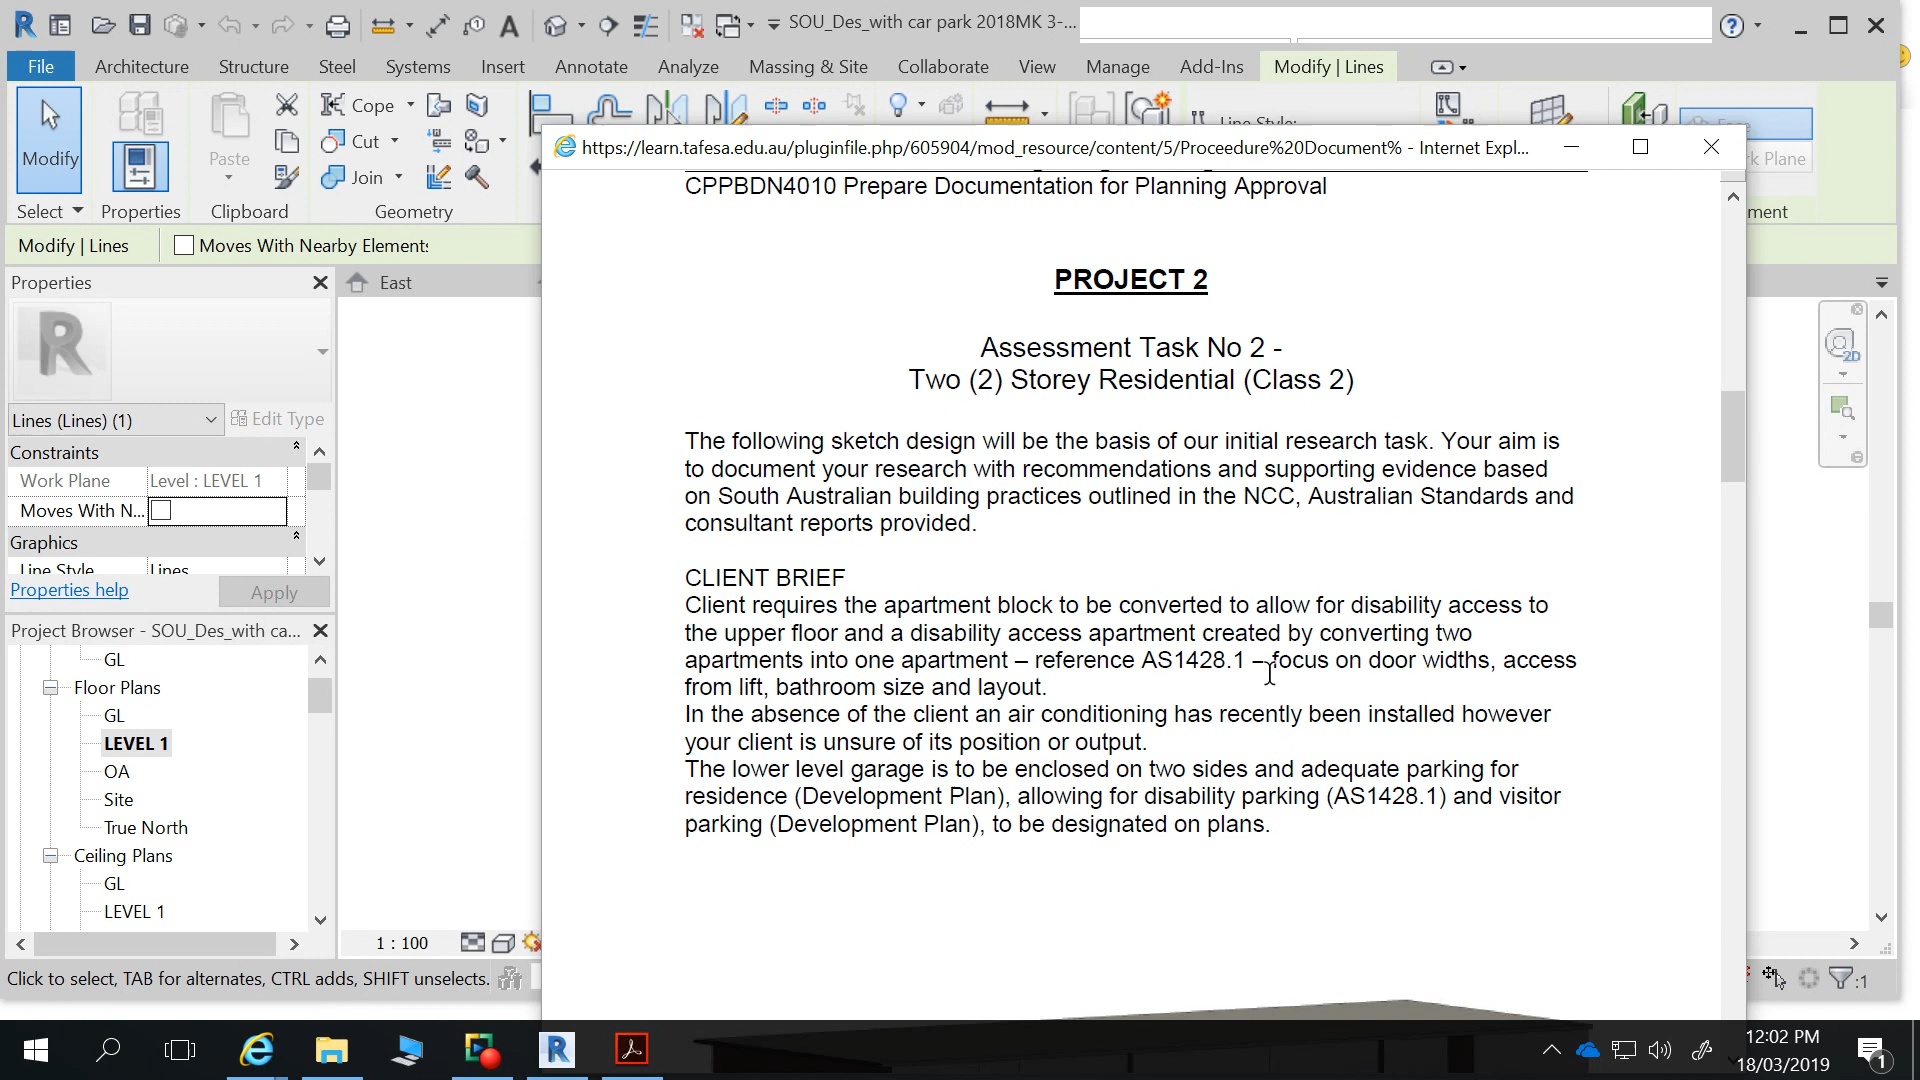 SOU_Des_with car park 2018MK 3-...
File Architecture Structure Steel Systems Insert Annotate Analyze Massing & Site Collaborate View Manage Add-Ins Modify | Lines
Modify
Cope
Cut
Paste
Join
Select Properties Clipboard Geometry
Line Style:
Modify | Lines
Moves With Nearby Elements
Properties
East
Lines (Lines) (1)
Edit Type
Constraints
Work Plane
Level : LEVEL 1
Moves With N...
Graphics
Line Style
Lines
Properties help
Apply
Project Browser - SOU_Des_with ca...
GL
Floor Plans
GL
LEVEL 1
OA
Site
True North
Ceiling Plans
GL
LEVEL 1
1 : 100
Click to select, TAB for alternates, CTRL adds, SHIFT unselects.
:1
https://learn.tafesa.edu.au/pluginfile.php/605904/mod_resource/content/5/Proceedure%20Document% - Internet Expl...
CPPBDN4010 Prepare Documentation for Planning Approval
PROJECT 2
Assessment Task No 2 -
Two (2) Storey Residential (Class 2)
The following sketch design will be the basis of our initial research task. Your aim is
to document your research with recommendations and supporting evidence based
on South Australian building practices outlined in the NCC, Australian Standards and
consultant reports provided.
CLIENT BRIEF
Client requires the apartment block to be converted to allow for disability access to
the upper floor and a disability access apartment created by converting two
apartments into one apartment – reference AS1428.1 – focus on door widths, access
from lift, bathroom size and layout.
In the absence of the client an air conditioning has recently been installed however
your client is unsure of its position or output.
The lower level garage is to be enclosed on two sides and adequate parking for
residence (Development Plan), allowing for disability parking (AS1428.1) and visitor
parking (Development Plan), to be designated on plans.
2D
12:02 PM
18/03/2019
1